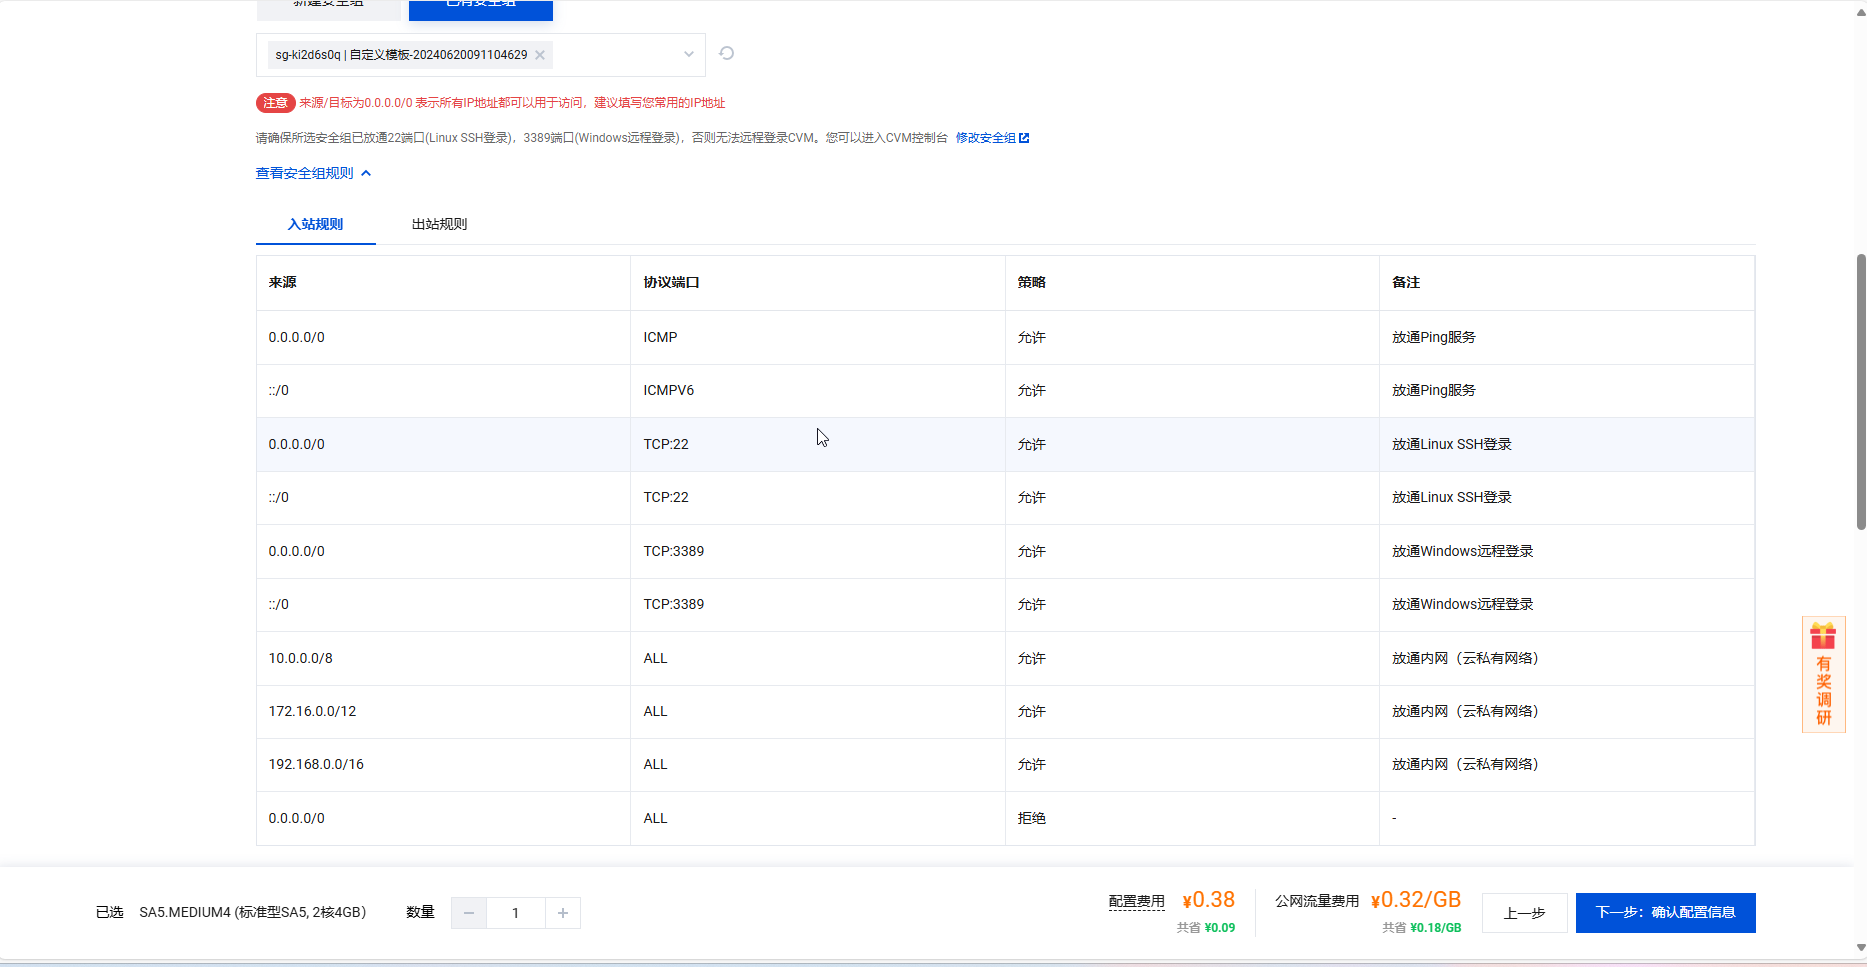 新建安全组
已有安全组
sg-ki2d6s0q | 自定义模板-20240620091104629
注意 来源/目标为0.0.0.0/0 表示所有IP地址都可以用于访问，建议填写您常用的IP地址
请确保所选安全组已放通22端口(Linux SSH登录)，3389端口(Windows远程登录)，否则无法远程登录CVM。您可以进入CVM控制台 修改安全组
查看安全组规则
入站规则 出站规则
来源 协议端口 策略 备注
0.0.0.0/0 ICMP 允许 放通Ping服务
::/0 ICMPV6 允许 放通Ping服务
0.0.0.0/0 TCP:22 允许 放通Linux SSH登录
::/0 TCP:22 允许 放通Linux SSH登录
0.0.0.0/0 TCP:3389 允许 放通Windows远程登录
::/0 TCP:3389 允许 放通Windows远程登录
10.0.0.0/8 ALL 允许 放通内网（云私有网络）
172.16.0.0/12 ALL 允许 放通内网（云私有网络）
192.168.0.0/16 ALL 允许 放通内网（云私有网络）
0.0.0.0/0 ALL 拒绝 -
有奖调研
已选 SA5.MEDIUM4 (标准型SA5, 2核4GB) 数量 1
配置费用 ¥0.38
共省 ¥0.09
公网流量费用 ¥0.32/GB
共省 ¥0.18/GB
上一步
下一步：确认配置信息